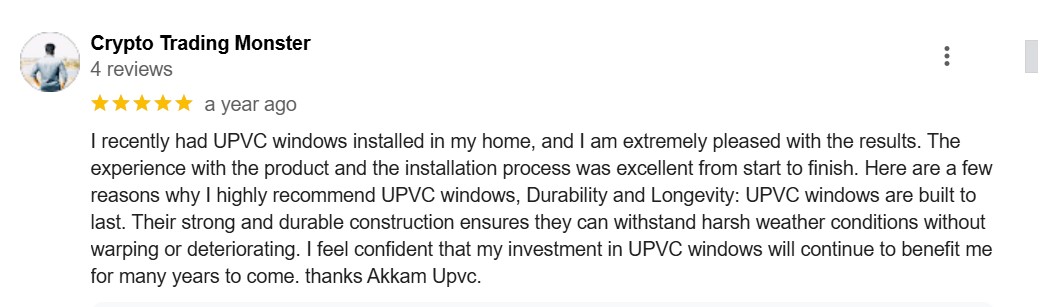 Crypto Trading Monster
4 reviews
a year ago
I recently had UPVC windows installed in my home, and I am extremely pleased with the results. The
experience with the product and the installation process was excellent from start to finish. Here are a few
reasons why I highly recommend UPVC windows, Durability and Longevity: UPVC windows are built to
last. Their strong and durable construction ensures they can withstand harsh weather conditions without
warping or deteriorating. I feel confident that my investment in UPVC windows will continue to benefit me
for many years to come. thanks Akkam Upvc.